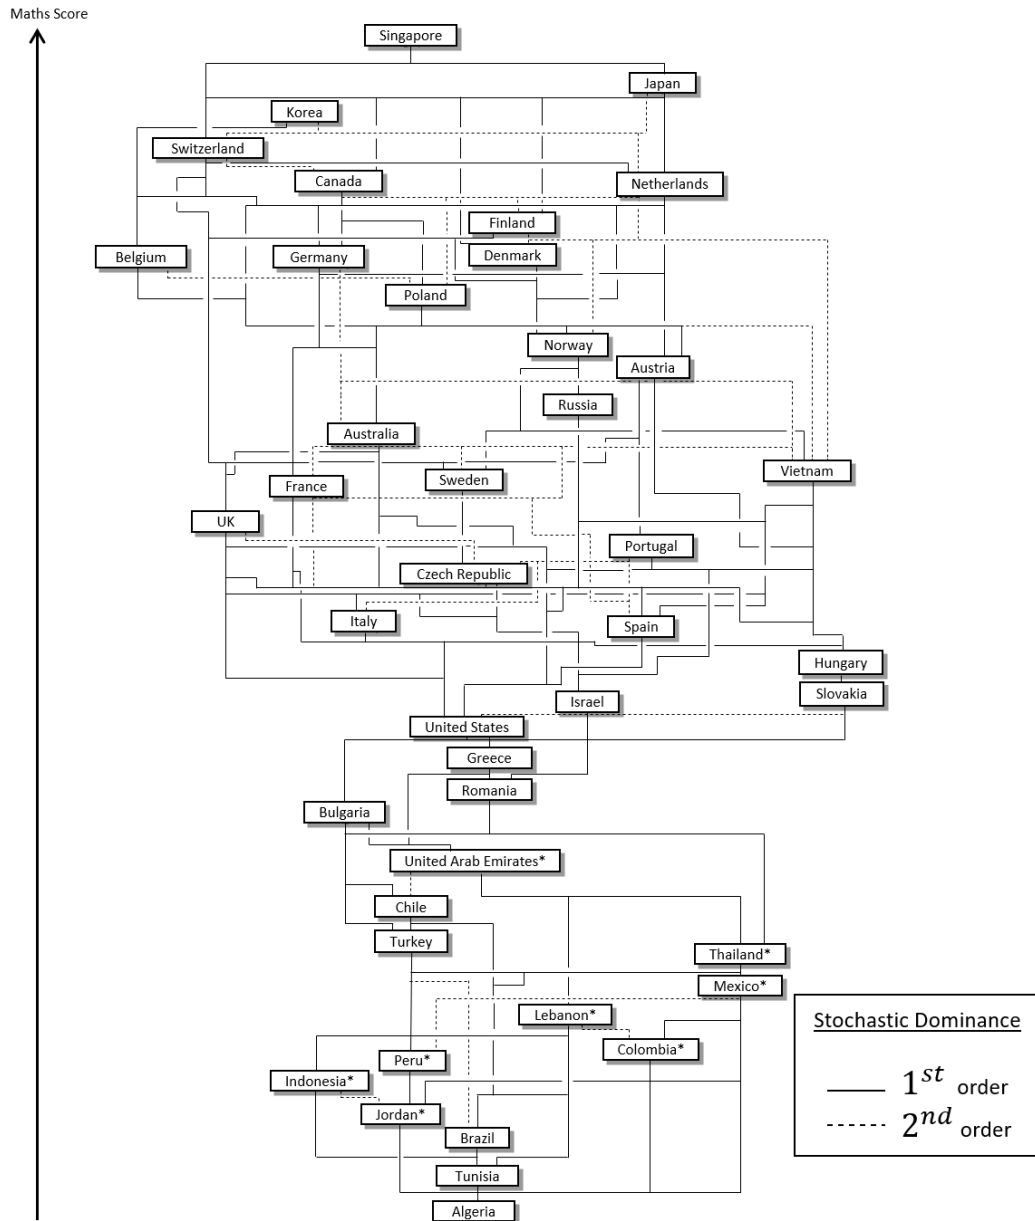 Maths Score
Singapore
Japan
Korea
Switzerland
Canada
Netherlands
Finland
Belgium
Germany
Denmark
Poland
Norway
Austria
Russia
Australia
Vietnam
France
Sweden
UK
Portugal
Czech Republic
Italy
Spain
Hungary
Slovakia
Israel
United States
Greece
Romania
Bulgaria
United Arab Emirates*
Chile
Turkey
Thailand*
Mexico*
Lebanon*
Colombia*
Peru*
Indonesia*
Jordan*
Brazil
Tunisia
Algeria
Stochastic Dominance
1st order
2nd order